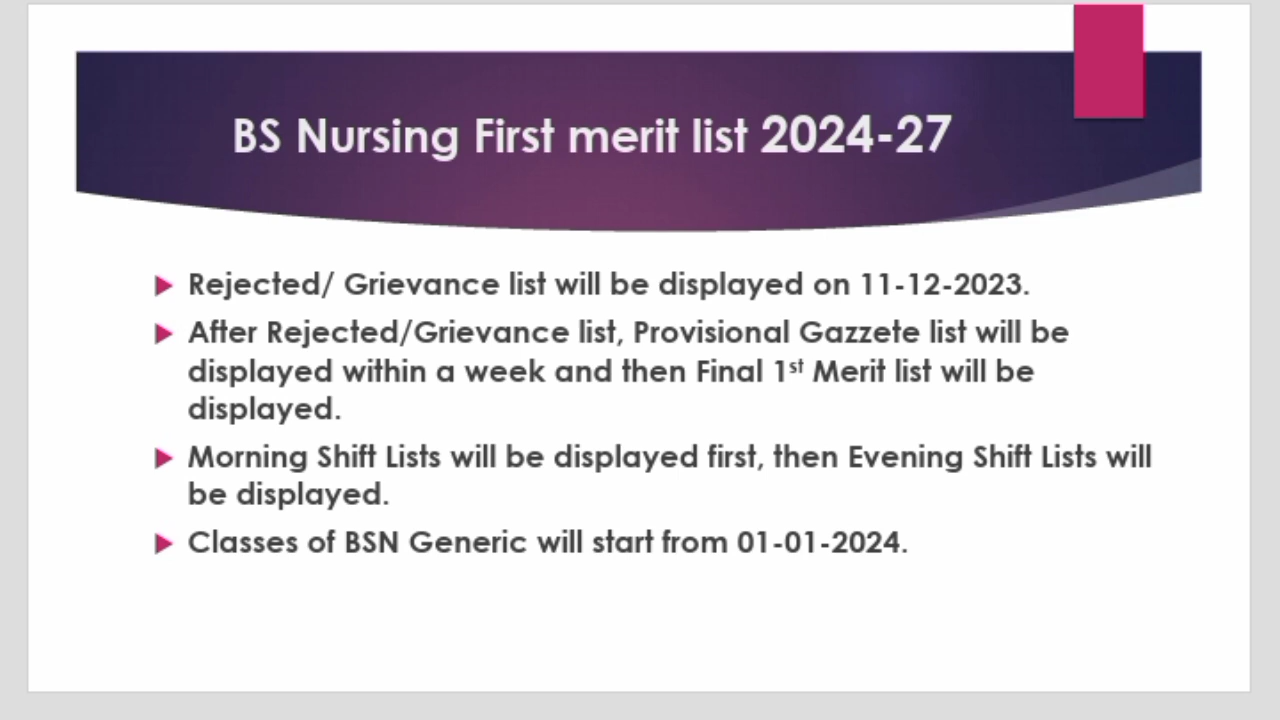 BS Nursing First merit list 2024-27
Rejected/ Grievance list will be displayed on 11-12-2023.
After Rejected/Grievance list, Provisional Gazzete list will be
displayed within a week and then Final 1st Merit list will be
displayed.
Morning Shift Lists will be displayed first, then Evening Shift Lists will
be displayed.
Classes of BSN Generic will start from 01-01-2024.